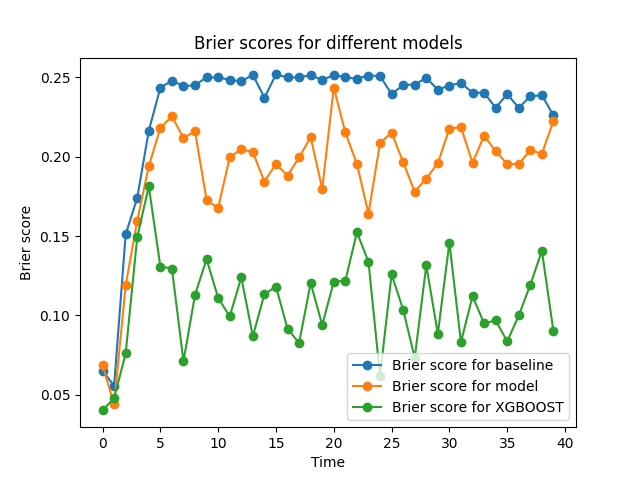 Brier scores for different models
Brier score
0.25
0.20
0.15
0.10
0.05
0
5
10
15
20
25
30
35
40
Time
Brier score for baseline
Brier score for model
Brier score for XGBOOST